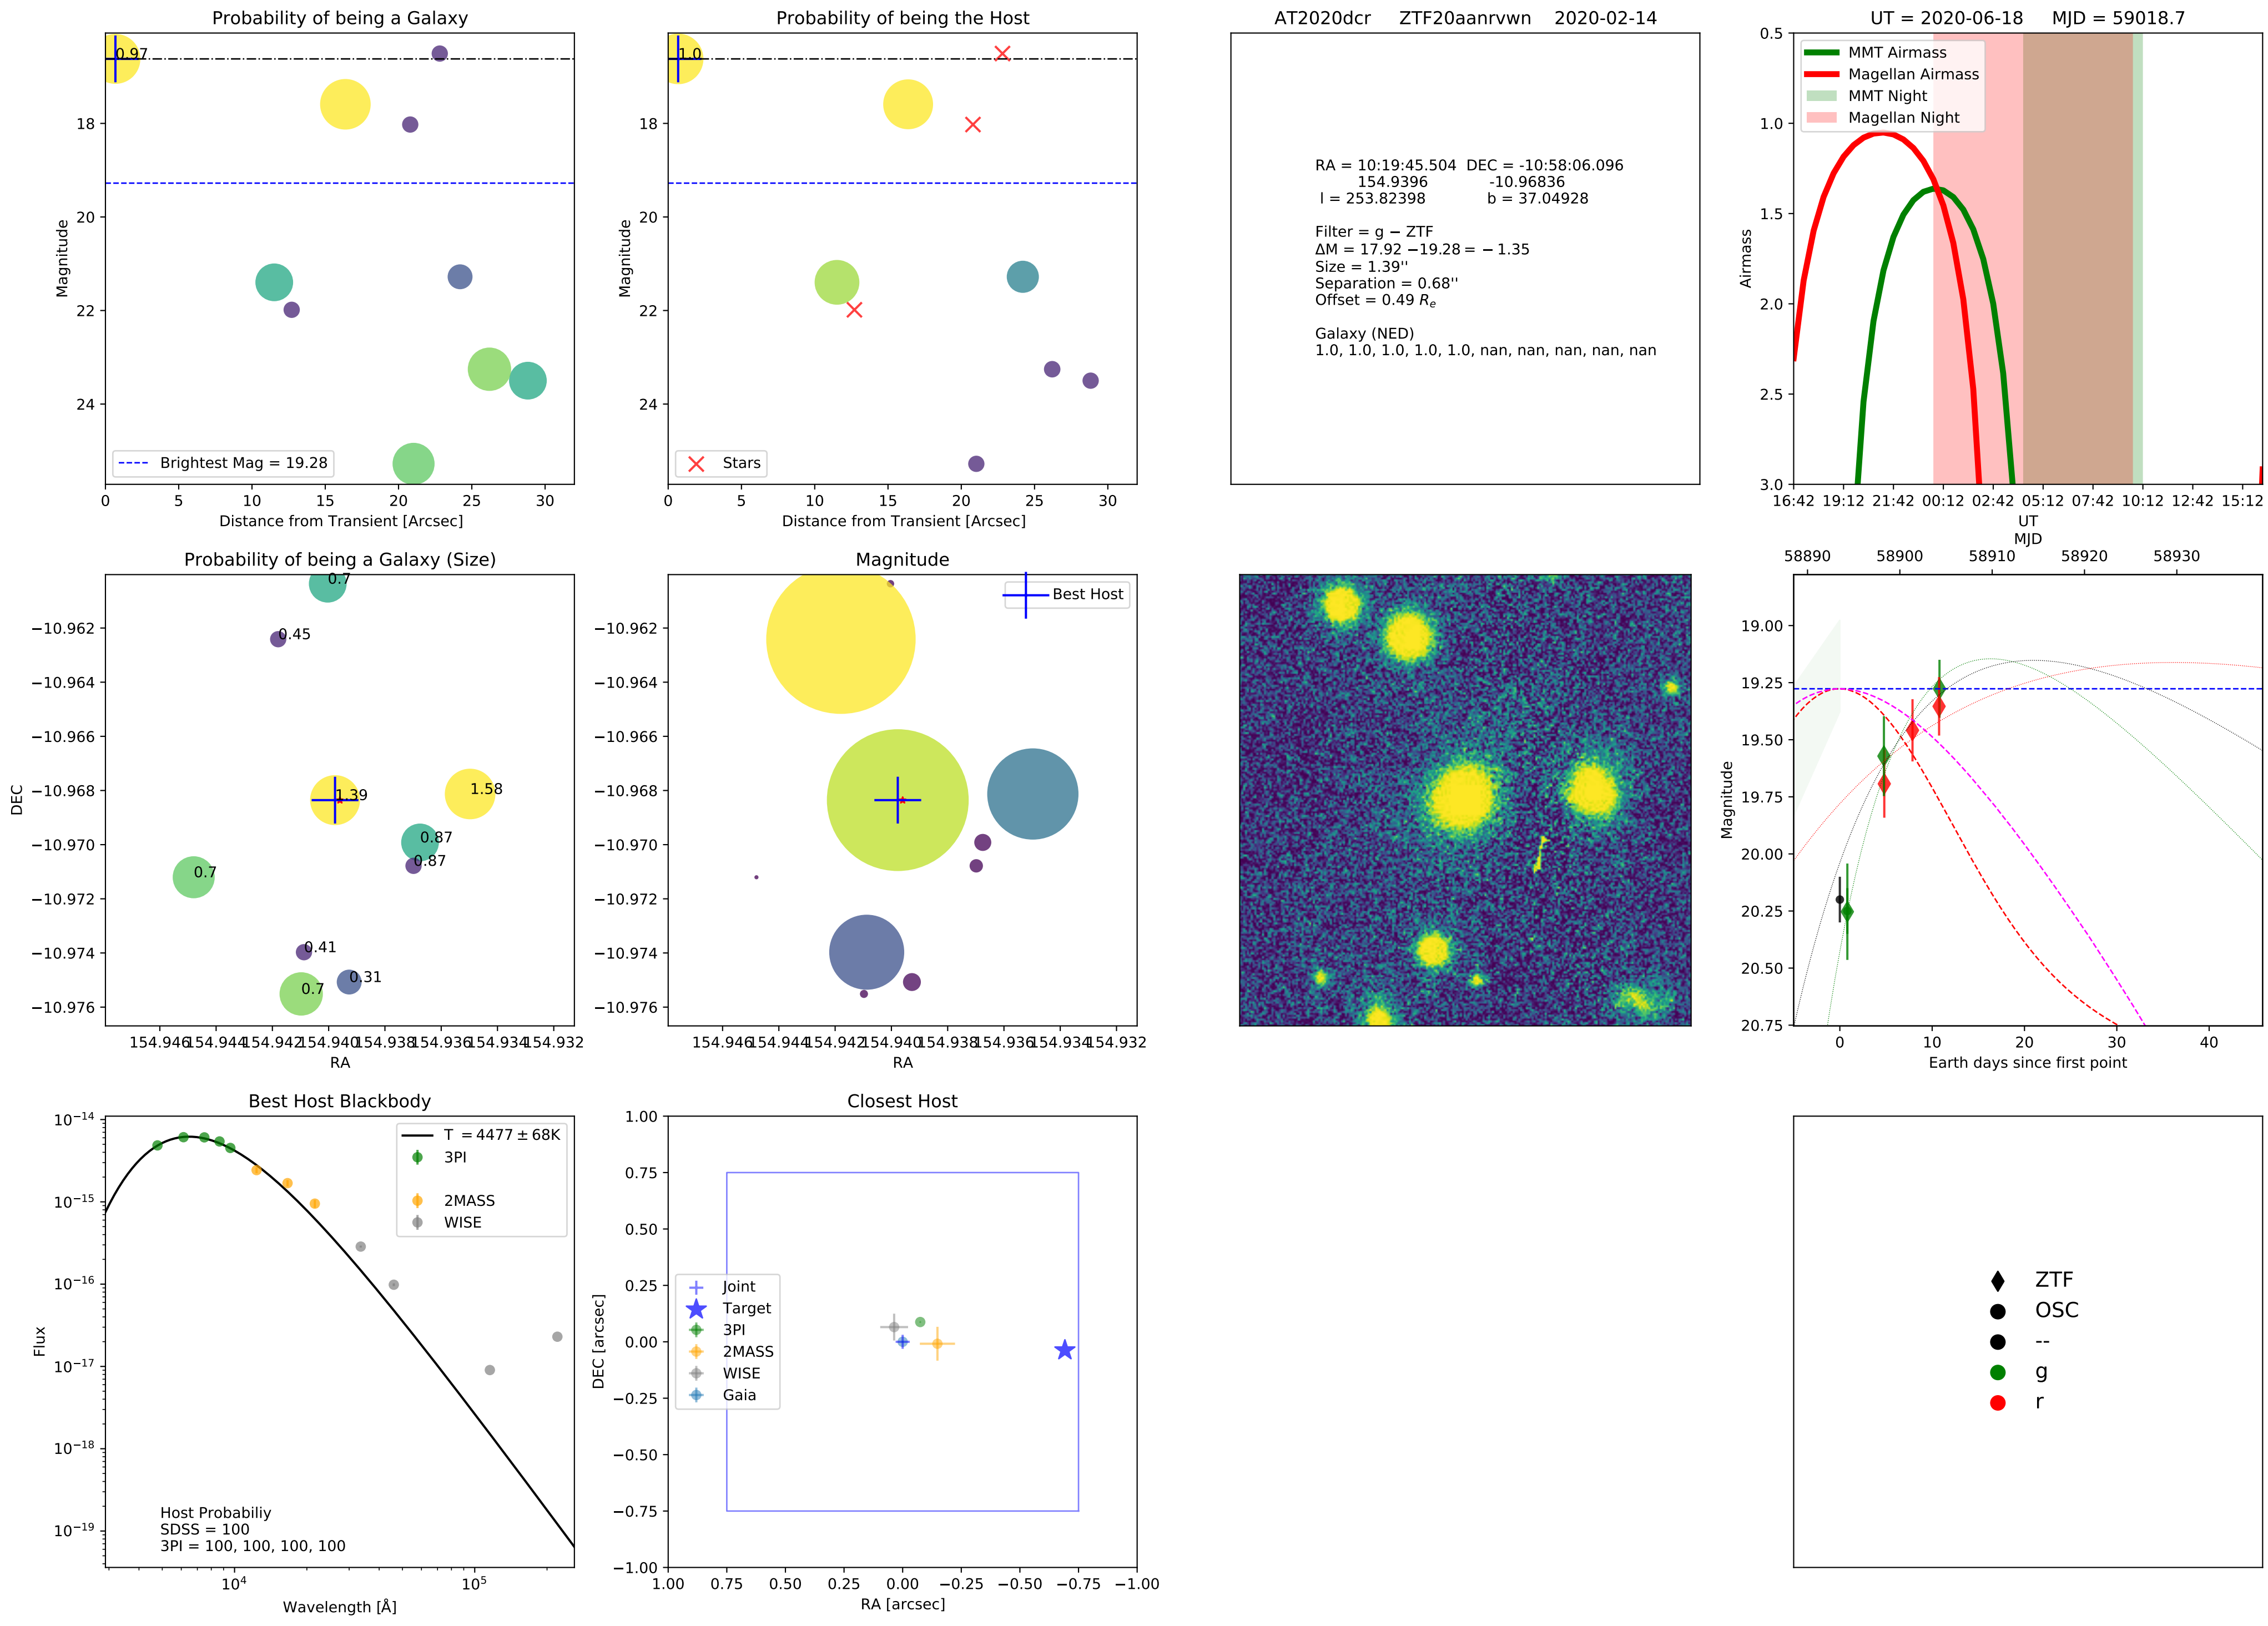 Probability of being a Galaxy
0.97
18
20
22
24
Magnitude
Brightest Mag = 19.28
0 5 10 15 20 25 30
Distance from Transient [Arcsec]
Probability of being the Host
1.0
18
20
22
24
Magnitude
Stars
0 5 10 15 20 25 30
Distance from Transient [Arcsec]
AT2020dcr ZTF20aanrvwn 2020-02-14
RA = 10:19:45.504 DEC = -10:58:06.096
154.9396 -10.96836
l = 253.82398 b = 37.04928
Filter = g − ZTF
ΔM = 17.92 −19.28 = − 1.35
Size = 1.39''
Separation = 0.68''
Offset = 0.49 Re
Galaxy (NED)
1.0, 1.0, 1.0, 1.0, 1.0, nan, nan, nan, nan, nan
UT = 2020-06-18 MJD = 59018.7
MMT Airmass
Magellan Airmass
MMT Night
Magellan Night
0.5
1.0
1.5
2.0
2.5
3.0
Airmass
16:42 19:12 21:42 00:12 02:42 05:12 07:42 10:12 12:42 15:12
UT
Probability of being a Galaxy (Size)
0.7
0.45
1.39
1.58
0.87
0.87
0.7
0.41
0.31
0.7
−10.962
−10.964
−10.966
−10.968
−10.970
−10.972
−10.974
−10.976
DEC
154.946 154.944 154.942 154.940 154.938 154.936 154.934 154.932
RA
Magnitude
Best Host
−10.962
−10.964
−10.966
−10.968
−10.970
−10.972
−10.974
−10.976
154.946 154.944 154.942 154.940 154.938 154.936 154.934 154.932
RA
MJD
58890 58900 58910 58920 58930
19.00
19.25
19.50
19.75
20.00
20.25
20.50
20.75
Magnitude
0 10 20 30 40
Earth days since first point
Best Host Blackbody
T = 4477 ± 68K
3PI
2MASS
WISE
10−14
10−15
10−16
10−17
10−18
10−19
Flux
Host Probabiliy
SDSS = 100
3PI = 100, 100, 100, 100
104 105
Wavelength [Å]
Closest Host
1.00
0.75
0.50
0.25
0.00
−0.25
−0.50
−0.75
−1.00
DEC [arcsec]
Joint
Target
3PI
2MASS
WISE
Gaia
1.00 0.75 0.50 0.25 0.00 −0.25 −0.50 −0.75 −1.00
RA [arcsec]
ZTF
OSC
--
g
r